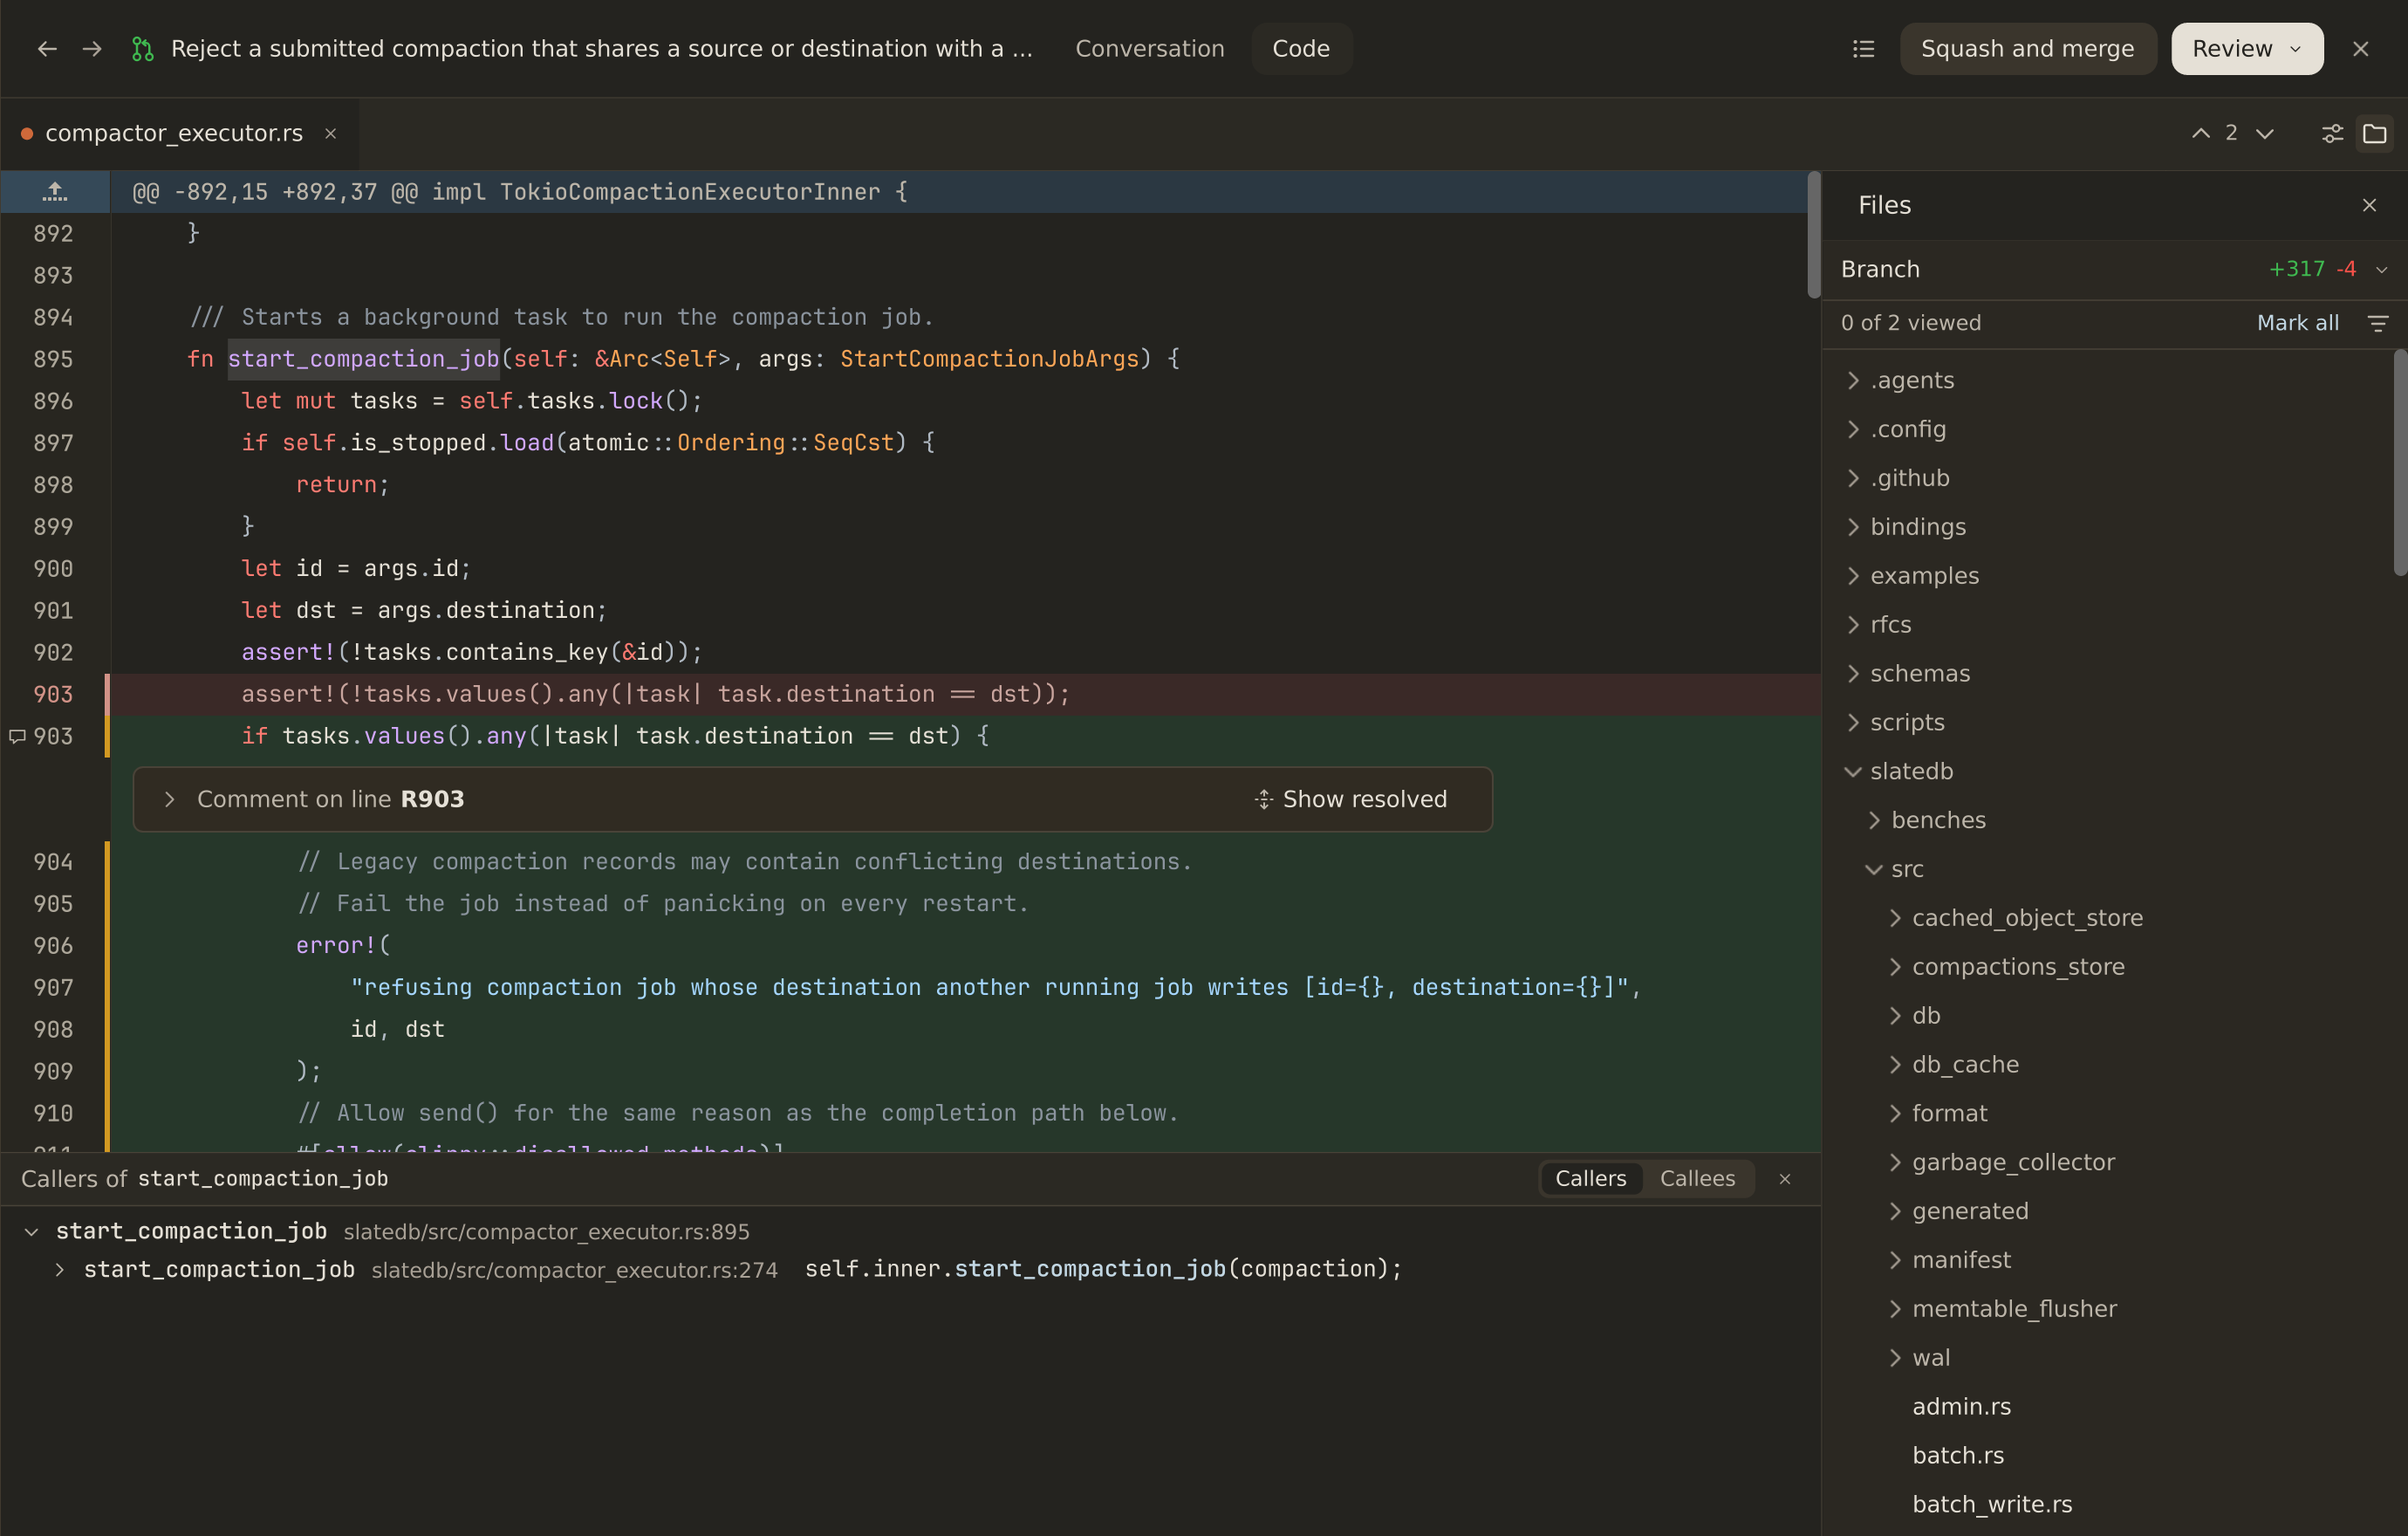 Reject a submitted compaction that shares a source or destination with a ...
Conversation
Code
Squash and merge
Review
compactor_executor.rs
2
@@ -892,15 +892,37 @@ impl TokioCompactionExecutorInner {
892 }
893
894 /// Starts a background task to run the compaction job.
895 fn start_compaction_job(self: &Arc<Self>, args: StartCompactionJobArgs) {
896 let mut tasks = self.tasks.lock();
897 if self.is_stopped.load(atomic::Ordering::SeqCst) {
898 return;
899 }
900 let id = args.id;
901 let dst = args.destination;
902 assert!(!tasks.contains_key(&id));
903 assert!(!tasks.values().any(|task| task.destination == dst));
903 if tasks.values().any(|task| task.destination == dst) {
Comment on line R903
Show resolved
904 // Legacy compaction records may contain conflicting destinations.
905 // Fail the job instead of panicking on every restart.
906 error!(
907 "refusing compaction job whose destination another running job writes [id={}, destination={}]",
908 id, dst
909 );
910 // Allow send() for the same reason as the completion path below.
911 #[allow(clippy::disallowed_methods)]
Callers of start_compaction_job
Callers
Callees
start_compaction_job slatedb/src/compactor_executor.rs:895
start_compaction_job slatedb/src/compactor_executor.rs:274 self.inner.start_compaction_job(compaction);
Files
Branch
+317 -4
0 of 2 viewed
Mark all
.agents
.config
.github
bindings
examples
rfcs
schemas
scripts
slatedb
benches
src
cached_object_store
compactions_store
db
db_cache
format
garbage_collector
generated
manifest
memtable_flusher
wal
admin.rs
batch.rs
batch_write.rs